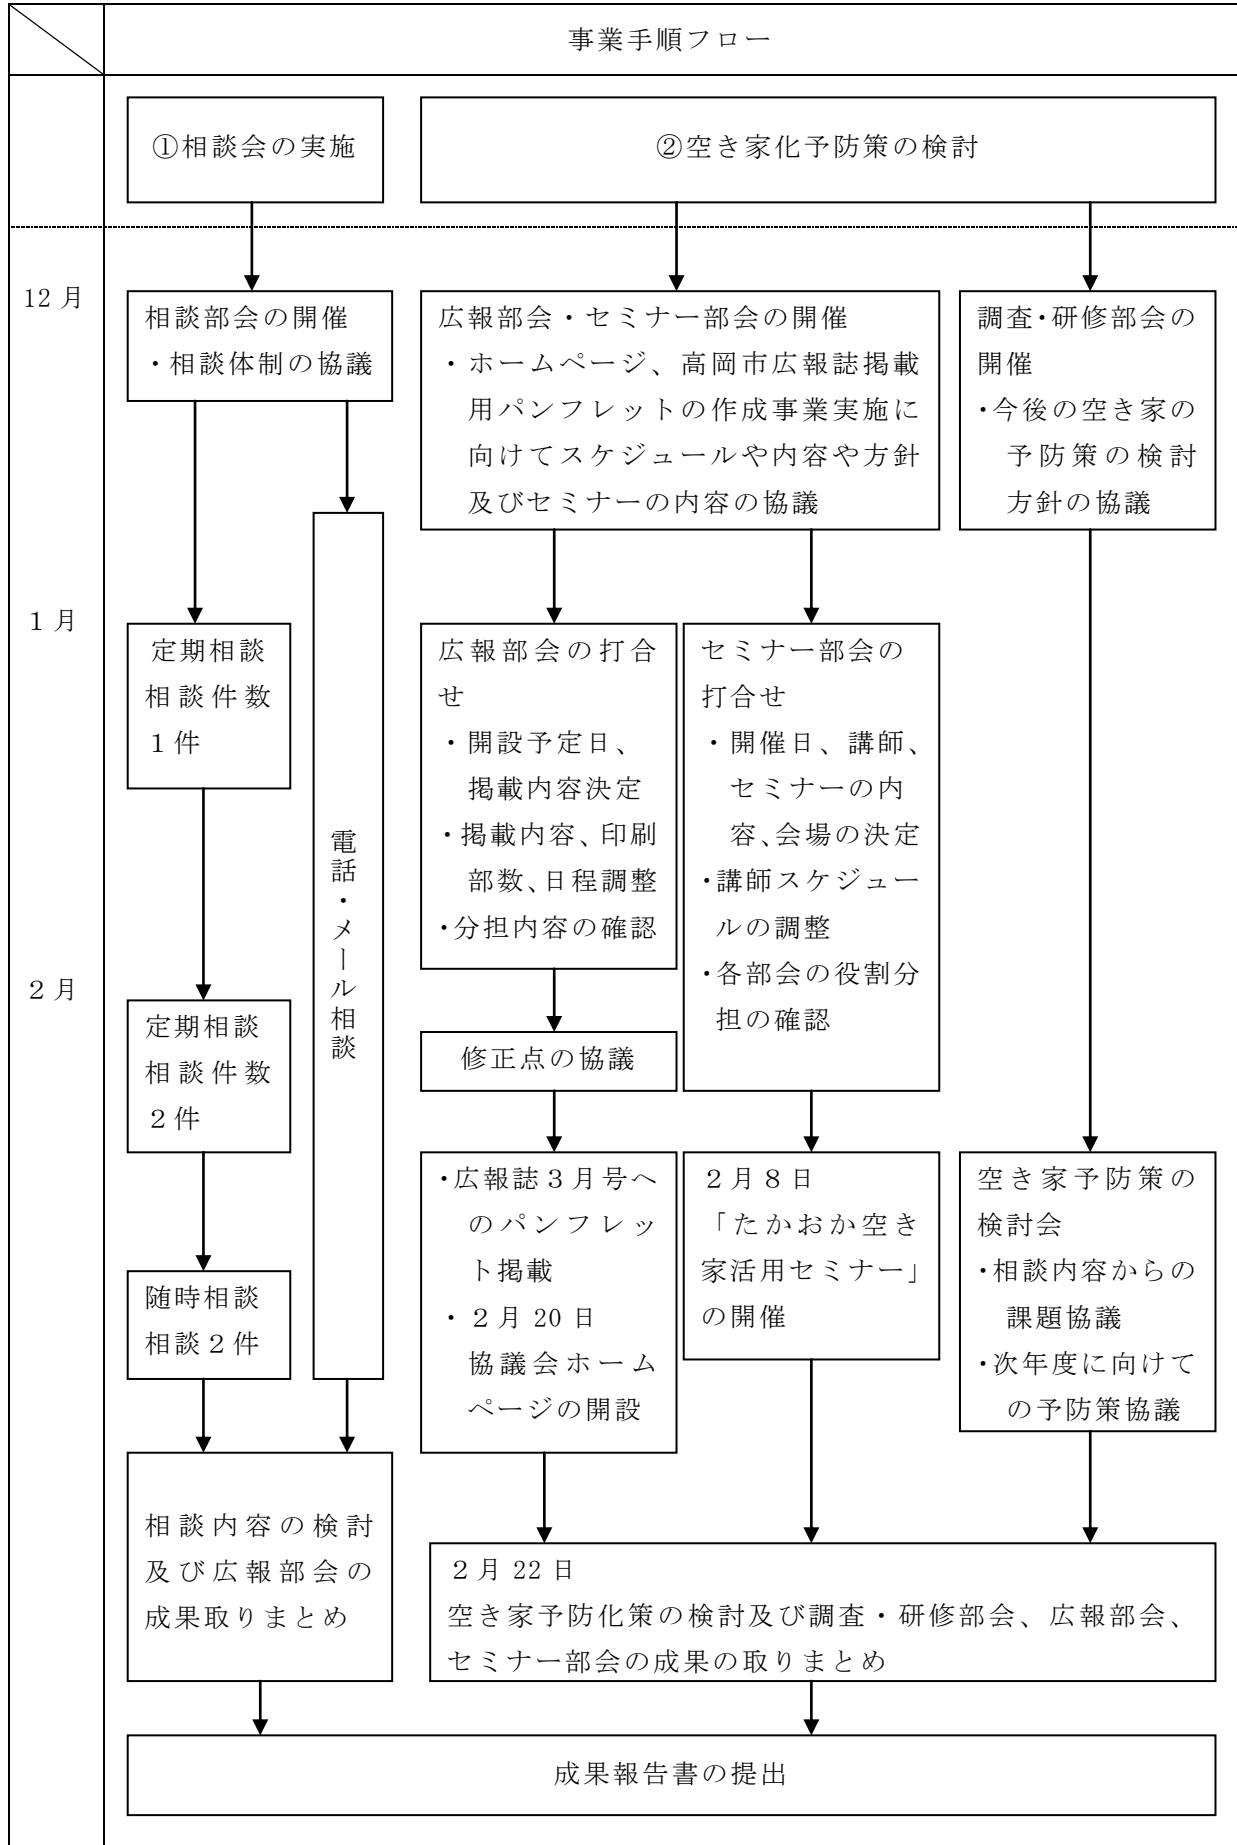 事業手順フロー
①相談会の実施
②空き家化予防策の検討
12月
相談部会の開催
・相談体制の協議
広報部会・セミナー部会の開催
・ホームページ、高岡市広報誌掲載
用パンフレットの作成事業実施に
向けてスケジュールや内容や方針
及びセミナーの内容の協議
調査・研修部会の
開催
・今後の空き家の
予防策の検討
方針の協議
１月
定期相談
相談件数
１件
電話・メール相談
広報部会の打合
せ
・開設予定日、
掲載内容決定
・掲載内容、印刷
部数、日程調整
・分担内容の確認
セミナー部会の
打合せ
・開催日、講師、
セミナーの内
容、会場の決定
・講師スケジュー
ルの調整
・各部会の役割分
担の確認
２月
定期相談
相談件数
２件
修正点の協議
随時相談
相談２件
・広報誌３月号へ
のパンフレッ
ト掲載
・２月20日
協議会ホーム
ページの開設
２月８日
「たかおか空き
家活用セミナー」
の開催
空き家予防策の
検討会
・相談内容からの
課題協議
・次年度に向けて
の予防策協議
相談内容の検討
及び広報部会の
成果取りまとめ
２月22日
空き家予防化策の検討及び調査・研修部会、広報部会、
セミナー部会の成果の取りまとめ
成果報告書の提出